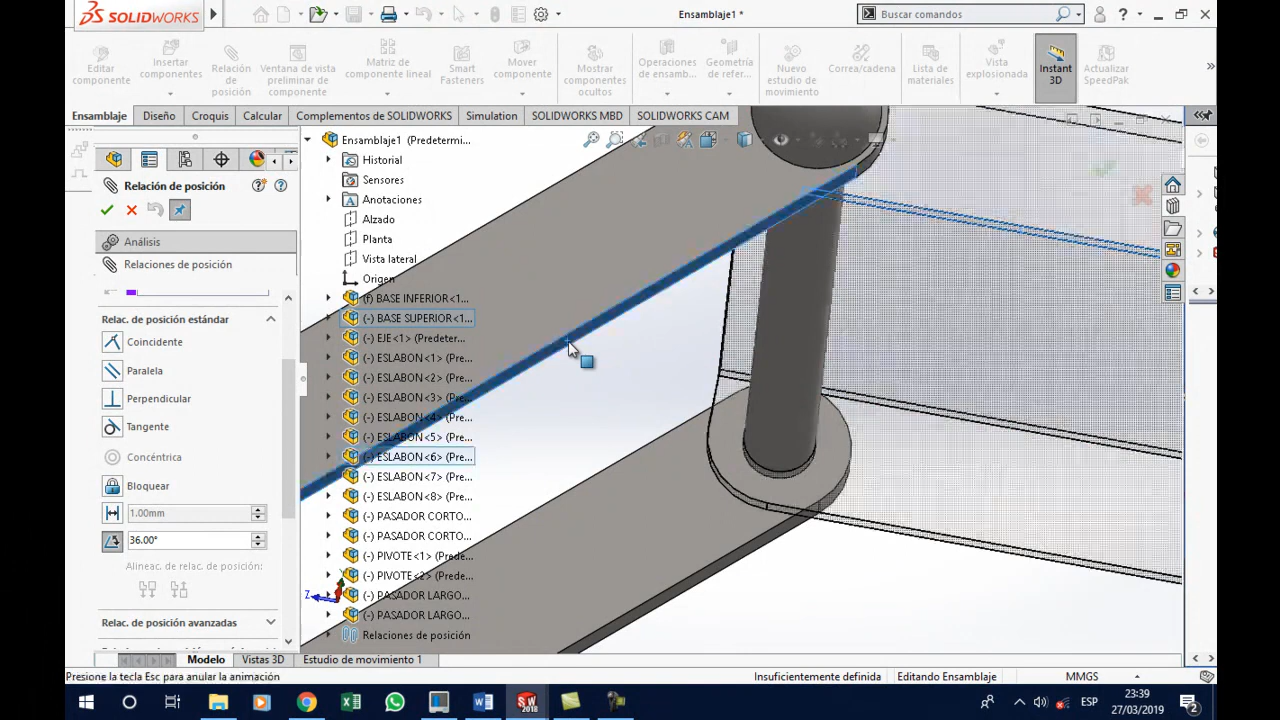 SOLIDWORKS
Ensamblaje1 *
Buscar comandos
Editar componente
Insertar componentes
Relación de posición
Ventana de vista preliminar de componente
Matriz de componente lineal
Smart Fasteners
Mover componente
Mostrar componentes ocultos
Operaciones de ensamb...
Geometría de refer...
Nuevo estudio de movimiento
Correa/cadena
Lista de materiales
Vista explosionada
Instant 3D
Actualizar SpeedPak
Ensamblaje
Diseño
Croquis
Calcular
Complementos de SOLIDWORKS
Simulation
SOLIDWORKS MBD
SOLIDWORKS CAM
Relación de posición
Análisis
Relaciones de posición
Relac. de posición estándar
Coincidente
Paralela
Perpendicular
Tangente
Concéntrica
Bloquear
1.00mm
36.00°
Alineac. de relac. de posición:
Relac. de posición avanzadas
Ensamblaje1 (Predetermi...
Historial
Sensores
Anotaciones
Alzado
Planta
Vista lateral
Origen
(f) BASE INFERIOR<1...
(-) BASE SUPERIOR<1...
(-) EJE<1> (Predeter...
(-) ESLABON<1> (Pre...
(-) ESLABON<2> (Pre...
(-) ESLABON<3> (Pre...
(-) ESLABON<4> (Pre...
(-) ESLABON<5> (Pre...
(-) ESLABON<6> (Pre...
(-) ESLABON<7> (Pre...
(-) ESLABON<8> (Pre...
(-) PASADOR CORTO...
(-) PASADOR CORTO...
(-) PIVOTE<1> (Prede...
(-) PIVOTE<2> (Prede...
(-) PASADOR LARGO...
(-) PASADOR LARGO...
Relaciones de posición
Z
Modelo
Vistas 3D
Estudio de movimiento 1
Presione la tecla Esc para anular la animación
Insuficientemente definida
Editando Ensamblaje
MMGS
SW 2018
ESP
23:39
27/03/2019
2